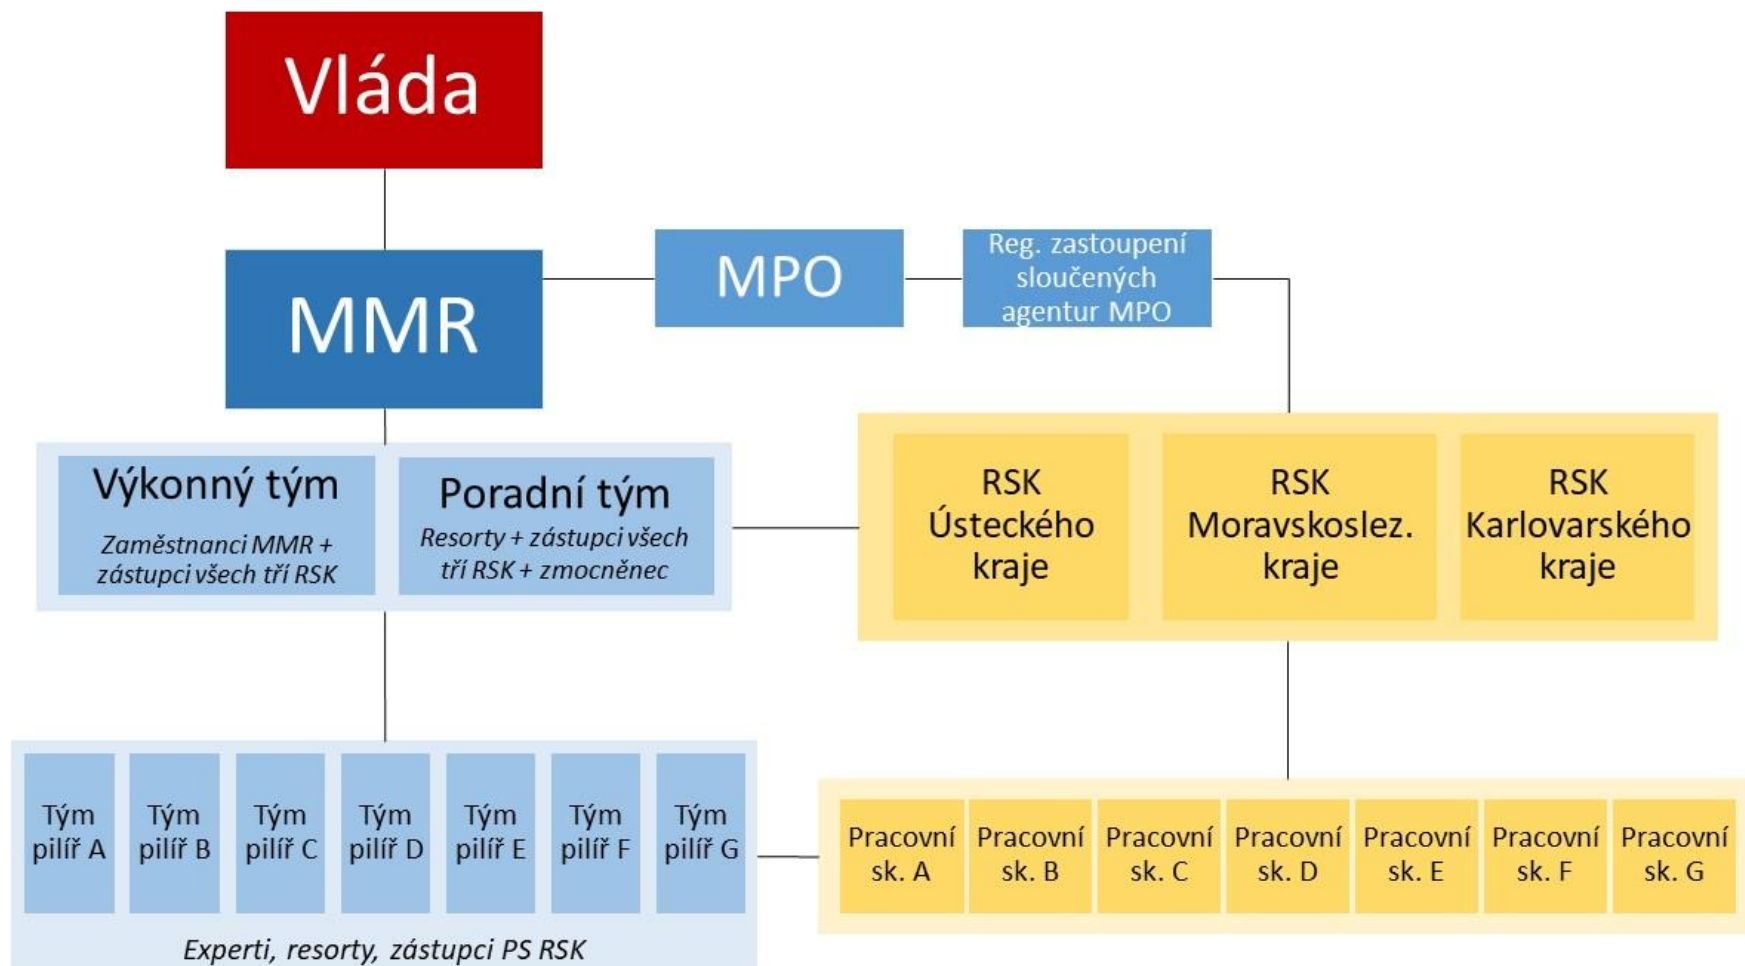 Vláda
MMR
MPO
Reg. zastoupení
sloučených
agentur MPO
Výkonný tým
Zaměstnanci MMR +
zástupci všech tří RSK
Poradní tým
Resorty + zástupci všech
tří RSK + zmocněnec
RSK
Ústeckého
kraje
RSK
Moravskoslez.
kraje
RSK
Karlovarského
kraje
Tým
pilíř A
Tým
pilíř B
Tým
pilíř C
Tým
pilíř D
Tým
pilíř E
Tým
pilíř F
Tým
pilíř G
Experti, resorty, zástupci PS RSK
Pracovní
sk. A
Pracovní
sk. B
Pracovní
sk. C
Pracovní
sk. D
Pracovní
sk. E
Pracovní
sk. F
Pracovní
sk. G